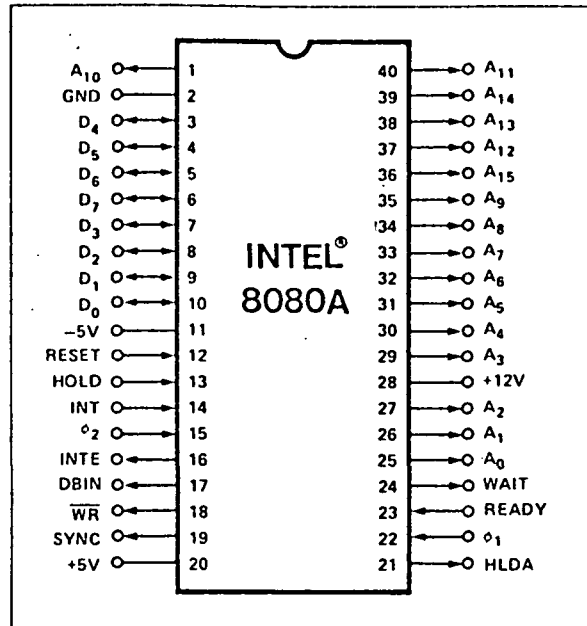 A10 1 40 A11
GND 2 39 A14
D4 3 38 A13
D5 4 37 A12
D6 5 36 A15
D7 6 35 A9
D3 7 34 A8
D2 8 33 A7
D1 9 32 A6
D0 10 31 A5
-5V 11 30 A4
RESET 12 29 A3
HOLD 13 28 +12V
INT 14 27 A2
ϕ2 15 26 A1
INTE 16 25 A0
DBIN 17 24 WAIT
W̅R̅ 18 23 READY
SYNC 19 22 ϕ1
+5V 20 21 HLDA
INTEL®
8080A